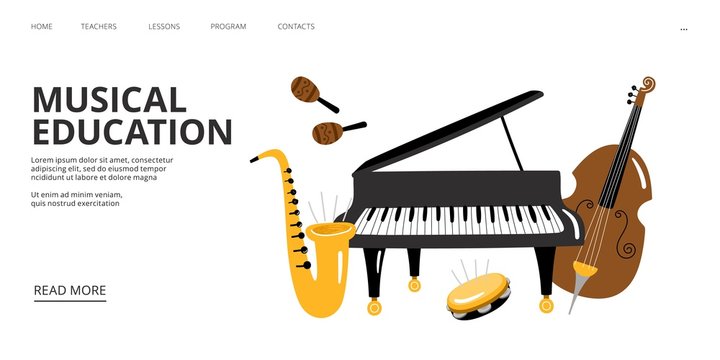 HOME TEACHERS LESSONS PROGRAM CONTACTS ...
MUSICAL
EDUCATION
lorem ipsum dolor sit amet, consectetur
adipiscing elit, sed do eiusmod tempor
ncididunt ut labore et dolore magna
Ut enim ad minim veniam,
quis nostrud exercitation
READ MORE